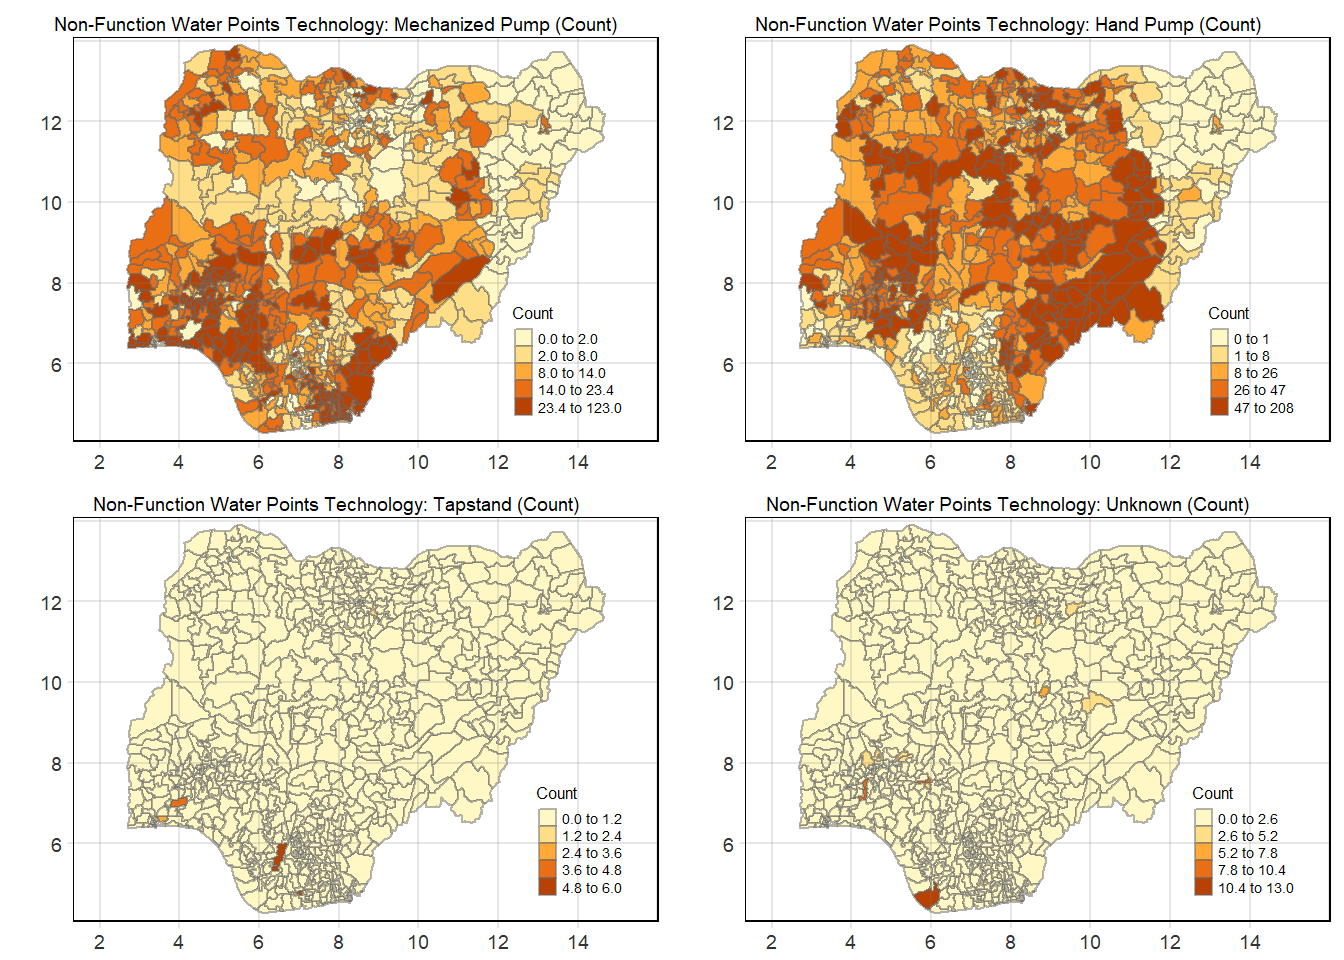 Non-Function Water Points Technology: Mechanized Pump (Count)
12
10
8
6
2 4 6 8 10 12 14
Count
0.0 to 2.0
2.0 to 8.0
8.0 to 14.0
14.0 to 23.4
23.4 to 123.0
Non-Function Water Points Technology: Hand Pump (Count)
12
10
8
6
2 4 6 8 10 12 14
Count
0 to 1
1 to 8
8 to 26
26 to 47
47 to 208
Non-Function Water Points Technology: Tapstand (Count)
12
10
8
6
2 4 6 8 10 12 14
Count
0.0 to 1.2
1.2 to 2.4
2.4 to 3.6
3.6 to 4.8
4.8 to 6.0
Non-Function Water Points Technology: Unknown (Count)
12
10
8
6
2 4 6 8 10 12 14
Count
0.0 to 2.6
2.6 to 5.2
5.2 to 7.8
7.8 to 10.4
10.4 to 13.0